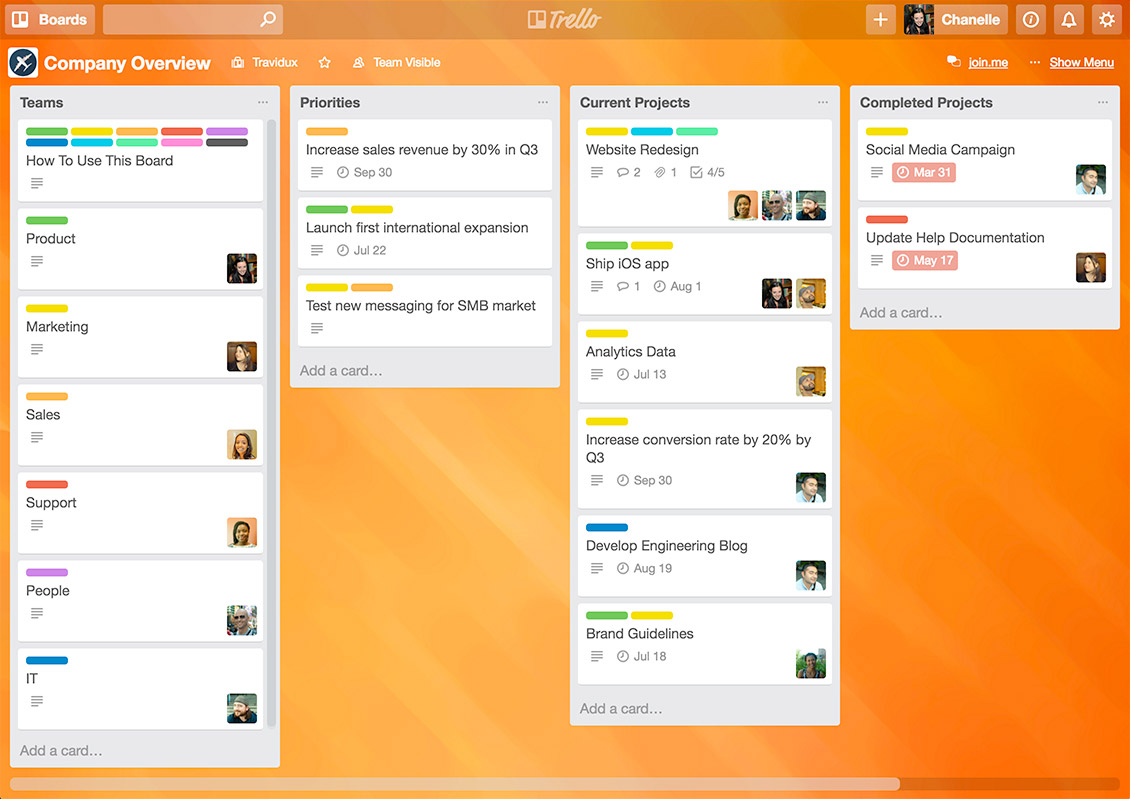 Boards
Trello
Chanelle
Company Overview
Travidux
Team Visible
join.me
Show Menu
Teams
How To Use This Board
Product
Marketing
Sales
Support
People
IT
Add a card…
Priorities
Increase sales revenue by 30% in Q3
Sep 30
Launch first international expansion
Jul 22
Test new messaging for SMB market
Add a card…
Current Projects
Website Redesign
2 1 4/5
Ship iOS app
1 Aug 1
Analytics Data
Jul 13
Increase conversion rate by 20% by
Q3
Sep 30
Develop Engineering Blog
Aug 19
Brand Guidelines
Jul 18
Add a card…
Completed Projects
Social Media Campaign
Mar 31
Update Help Documentation
May 17
Add a card…